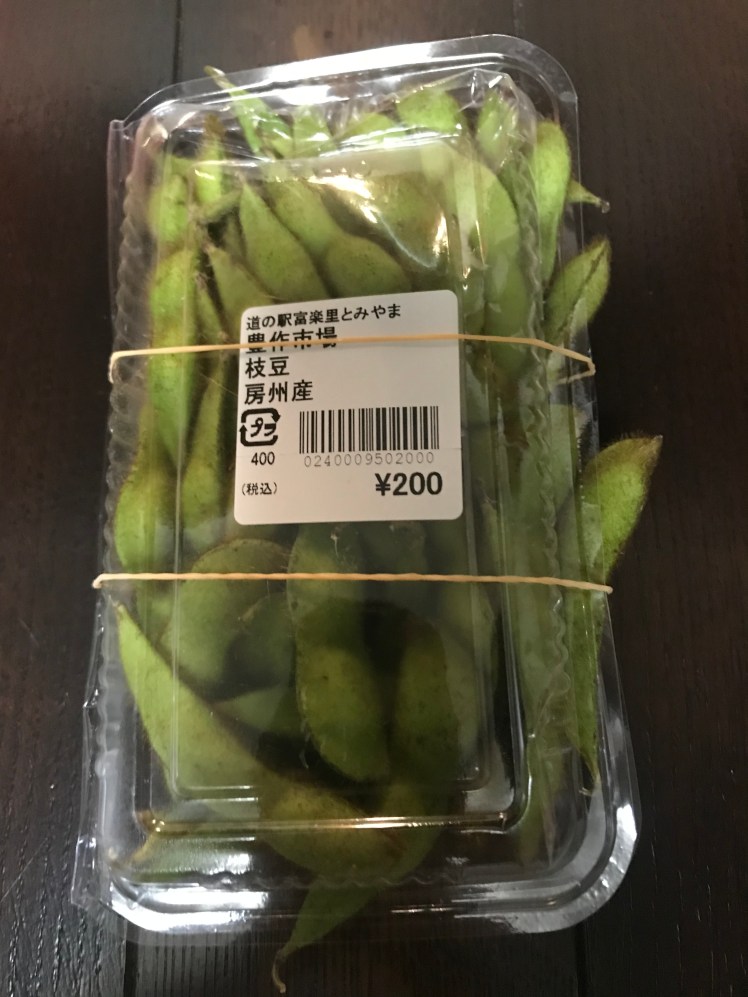 道の駅富楽里とみやま
豊作市場
枝豆
房州産
プラ
400
0240009502000
(税込)
¥200